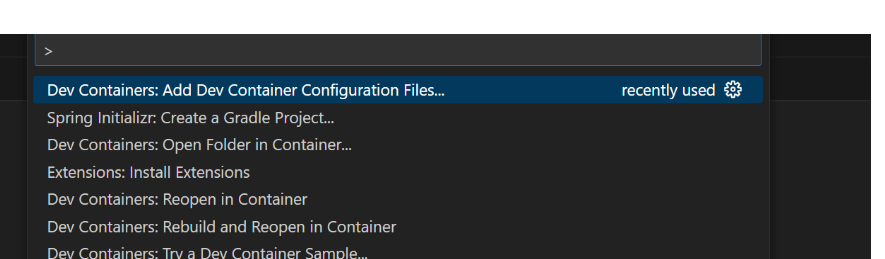 >
Dev Containers: Add Dev Container Configuration Files... recently used
Spring Initializr: Create a Gradle Project...
Dev Containers: Open Folder in Container...
Extensions: Install Extensions
Dev Containers: Reopen in Container
Dev Containers: Rebuild and Reopen in Container
Dev Containers: Try a Dev Container Sample...